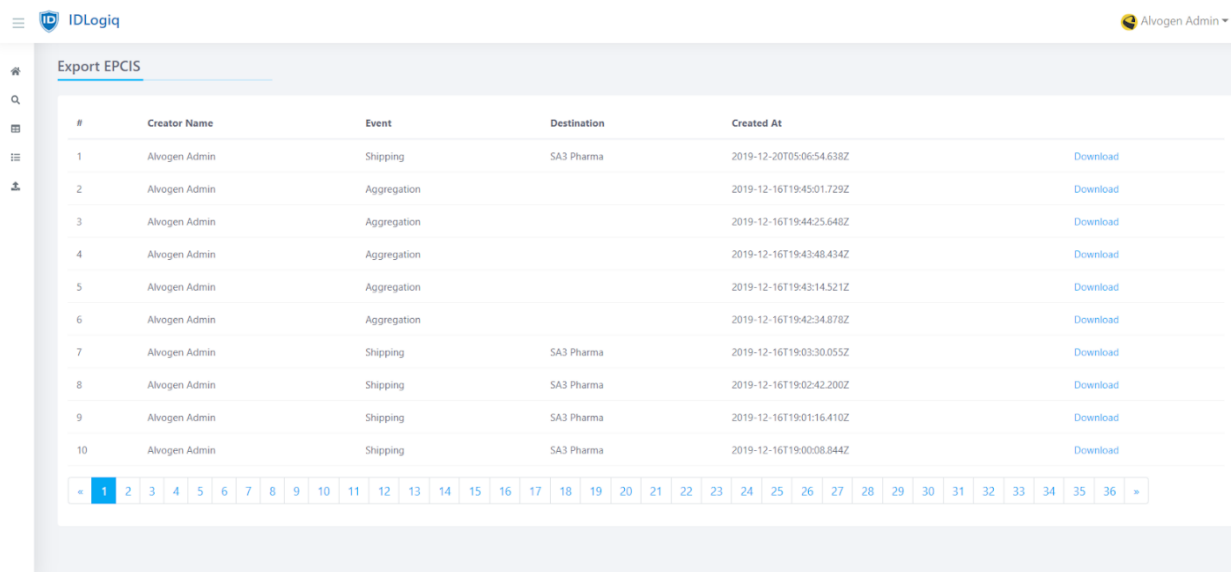 IDLogiq
Alvogen Admin
Export EPCIS
# Creator Name Event Destination Created At
1 Alvogen Admin Shipping SA3 Pharma 2019-12-20T05:06:54.638Z Download
2 Alvogen Admin Aggregation 2019-12-16T19:45:01.729Z Download
3 Alvogen Admin Aggregation 2019-12-16T19:44:25.648Z Download
4 Alvogen Admin Aggregation 2019-12-16T19:43:48.434Z Download
5 Alvogen Admin Aggregation 2019-12-16T19:43:14.521Z Download
6 Alvogen Admin Aggregation 2019-12-16T19:42:34.878Z Download
7 Alvogen Admin Shipping SA3 Pharma 2019-12-16T19:03:30.055Z Download
8 Alvogen Admin Shipping SA3 Pharma 2019-12-16T19:02:42.200Z Download
9 Alvogen Admin Shipping SA3 Pharma 2019-12-16T19:01:16.410Z Download
10 Alvogen Admin Shipping SA3 Pharma 2019-12-16T19:00:08.844Z Download
« 1 2 3 4 5 6 7 8 9 10 11 12 13 14 15 16 17 18 19 20 21 22 23 24 25 26 27 28 29 30 31 32 33 34 35 36 »